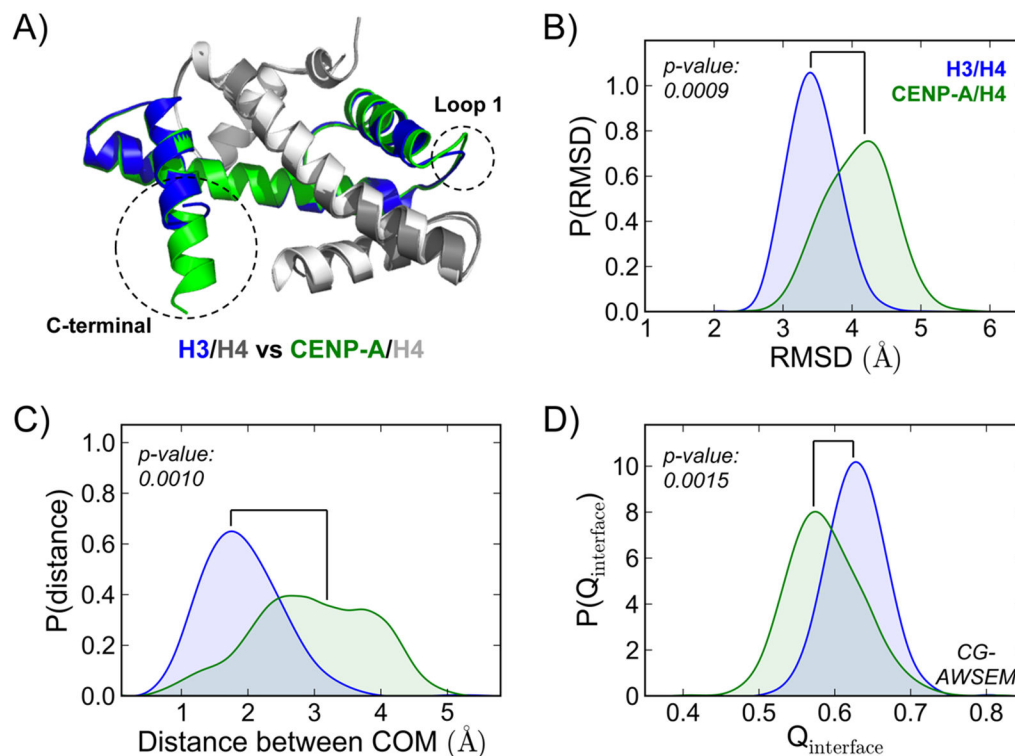 A)
Loop 1
C-terminal
H3/H4 vs CENP-A/H4
B)
p-value:
0.0009
H3/H4
CENP-A/H4
P(RMSD)
1.0
0.8
0.6
0.4
0.2
0.0
1 2 3 4 5 6
RMSD (Å)
C)
p-value:
0.0010
P(distance)
1.0
0.8
0.6
0.4
0.2
0.0
1 2 3 4 5
Distance between COM (Å)
D)
p-value:
0.0015
P(Qinterface)
10
8
6
4
2
0
CG-
AWSEM
0.4 0.5 0.6 0.7 0.8
Qinterface